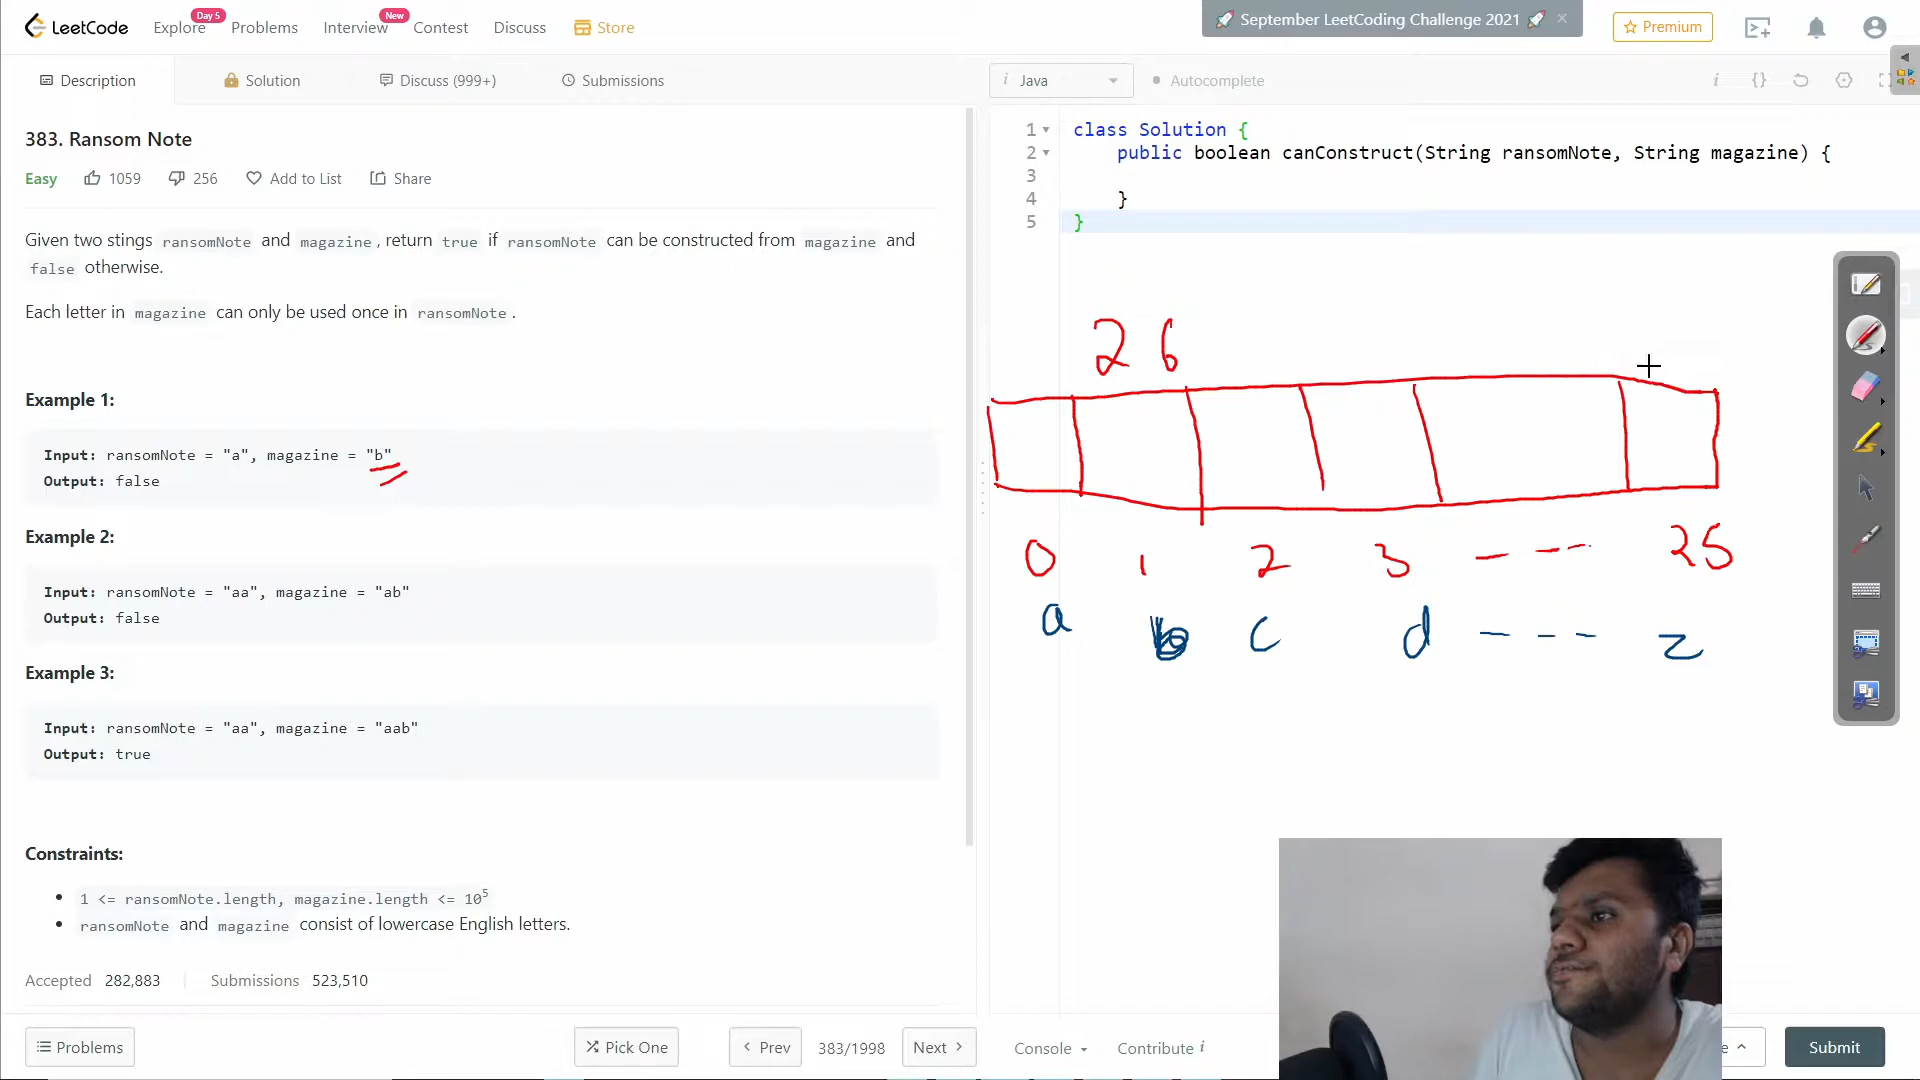 LeetCode
Explore Day 5 Problems Interview New Contest Discuss Store
September LeetCoding Challenge 2021 ×
Premium
Description Solution Discuss (999+) Submissions
i Java Autocomplete
383. Ransom Note
Easy 1059 256 Add to List Share
Given two stings ransomNote and magazine, return true if ransomNote can be constructed from magazine and
false otherwise.
Each letter in magazine can only be used once in ransomNote.
Example 1:
Input: ransomNote = "a", magazine = "b"
Output: false
Example 2:
Input: ransomNote = "aa", magazine = "ab"
Output: false
Example 3:
Input: ransomNote = "aa", magazine = "aab"
Output: true
Constraints:
1 <= ransomNote.length, magazine.length <= 10⁵
ransomNote and magazine consist of lowercase English letters.
Accepted 282,883 Submissions 523,510
Problems Pick One Prev 383/1998 Next
1 class Solution {
2 public boolean canConstruct(String ransomNote, String magazine) {
3
4 }
5 }
26
0 1 2 3 --- 25
a b c d --- z
Console Contribute i
Submit